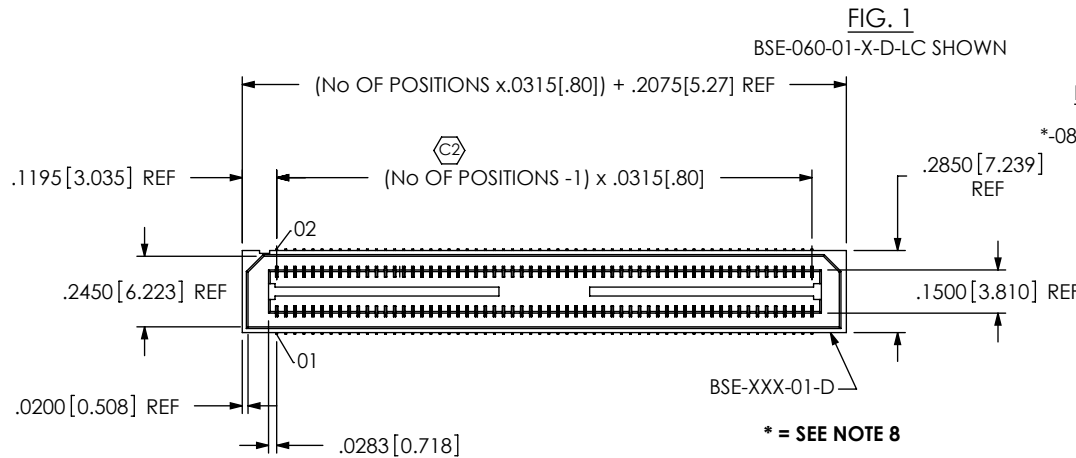 FIG. 1
BSE-060-01-X-D-LC SHOWN
(No OF POSITIONS x.0315[.80]) + .2075[5.27] REF
*-08
C2
.1195[3.035] REF
(No OF POSITIONS -1) x .0315[.80]
.2850[7.239]
REF
02
.2450[6.223] REF
.1500[3.810] REF
01
BSE-XXX-01-D
.0200[0.508] REF
* = SEE NOTE 8
.0283[0.718]